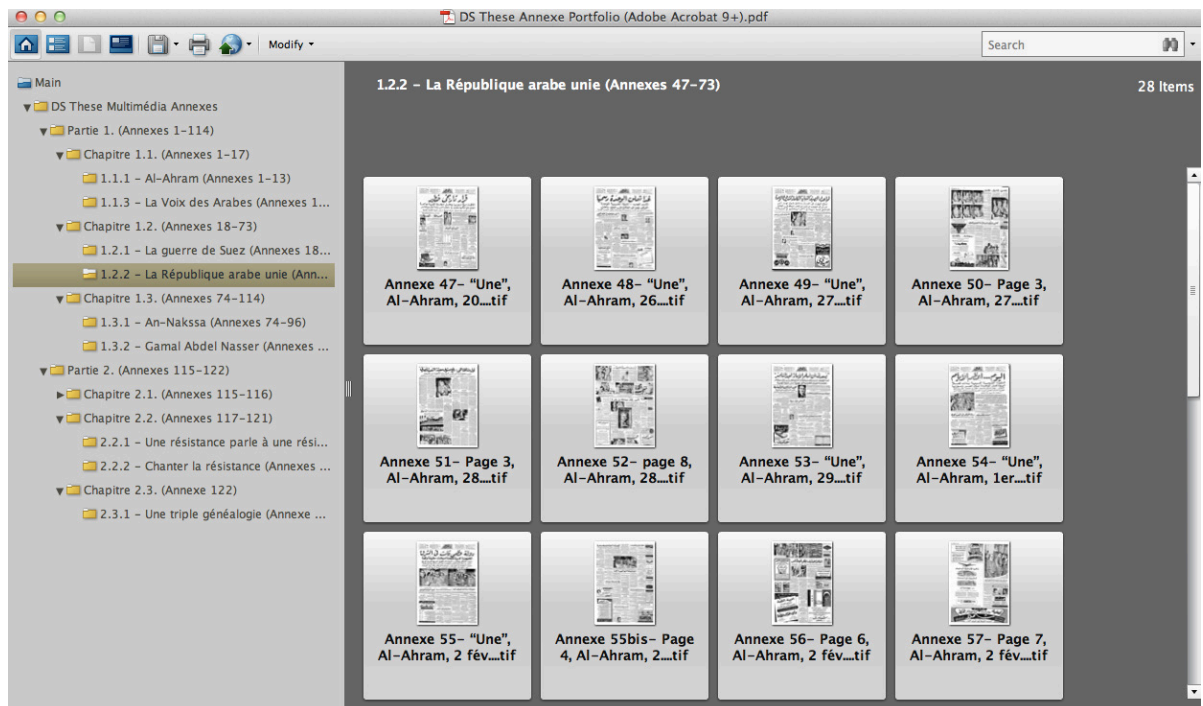 DS These Annexe Portfolio (Adobe Acrobat 9+).pdf
Modify
Search
Main
DS These Multimédia Annexes
Partie 1. (Annexes 1-114)
Chapitre 1.1. (Annexes 1-17)
1.1.1 - Al-Ahram (Annexes 1-13)
1.1.3 - La Voix des Arabes (Annexes 1...
Chapitre 1.2. (Annexes 18-73)
1.2.1 - La guerre de Suez (Annexes 18...
1.2.2 - La République arabe unie (Ann...
Chapitre 1.3. (Annexes 74-114)
1.3.1 - An-Nakssa (Annexes 74-96)
1.3.2 - Gamal Abdel Nasser (Annexes ...
Partie 2. (Annexes 115-122)
Chapitre 2.1. (Annexes 115-116)
Chapitre 2.2. (Annexes 117-121)
2.2.1 - Une résistance parle à une rési...
2.2.2 - Chanter la résistance (Annexes ...
Chapitre 2.3. (Annexe 122)
2.3.1 - Une triple généalogie (Annexe ...
1.2.2 - La République arabe unie (Annexes 47-73)
28 Items
Annexe 47- “Une”,
Al-Ahram, 20....tif
Annexe 48- “Une”,
Al-Ahram, 26....tif
Annexe 49- “Une”,
Al-Ahram, 27....tif
Annexe 50- Page 3,
Al-Ahram, 27....tif
Annexe 51- Page 3,
Al-Ahram, 28....tif
Annexe 52- page 8,
Al-Ahram, 28....tif
Annexe 53- “Une”,
Al-Ahram, 29....tif
Annexe 54- “Une”,
Al-Ahram, 1er....tif
Annexe 55- “Une”,
Al-Ahram, 2 fév....tif
Annexe 55bis- Page
4, Al-Ahram, 2....tif
Annexe 56- Page 6,
Al-Ahram, 2 fév....tif
Annexe 57- Page 7,
Al-Ahram, 2 fév....tif